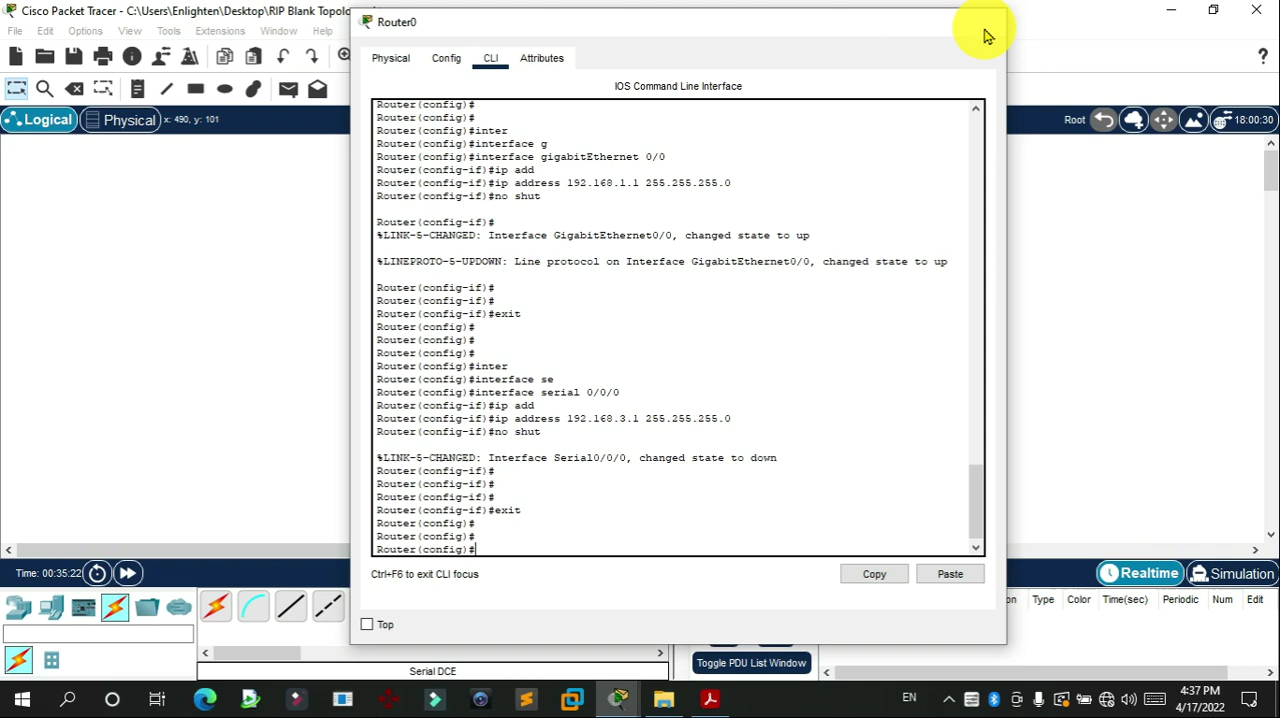 Cisco Packet Tracer - C:\Users\Enlighten\Desktop\RIP Blank Topolo
File Edit Options View Tools Extensions Window Help
Logical Physical x: 490, y: 101
Root 18:00:30
Router0
Physical Config CLI Attributes
IOS Command Line Interface
Router(config)#
Router(config)#
Router(config)#inter
Router(config)#interface g
Router(config)#interface gigabitEthernet 0/0
Router(config-if)#ip add
Router(config-if)#ip address 192.168.1.1 255.255.255.0
Router(config-if)#no shut
Router(config-if)#
%LINK-5-CHANGED: Interface GigabitEthernet0/0, changed state to up
%LINEPROTO-5-UPDOWN: Line protocol on Interface GigabitEthernet0/0, changed state to up
Router(config-if)#
Router(config-if)#
Router(config-if)#exit
Router(config)#
Router(config)#
Router(config)#
Router(config)#inter
Router(config)#interface se
Router(config)#interface serial 0/0/0
Router(config-if)#ip add
Router(config-if)#ip address 192.168.3.1 255.255.255.0
Router(config-if)#no shut
%LINK-5-CHANGED: Interface Serial0/0/0, changed state to down
Router(config-if)#
Router(config-if)#
Router(config-if)#
Router(config-if)#exit
Router(config)#
Router(config)#
Router(config)#
Ctrl+F6 to exit CLI focus
Copy Paste
Top
Time: 00:35:22
Realtime Simulation
on Type Color Time(sec) Periodic Num Edit
Serial DCE
Toggle PDU List Window
EN
4:37 PM
4/17/2022